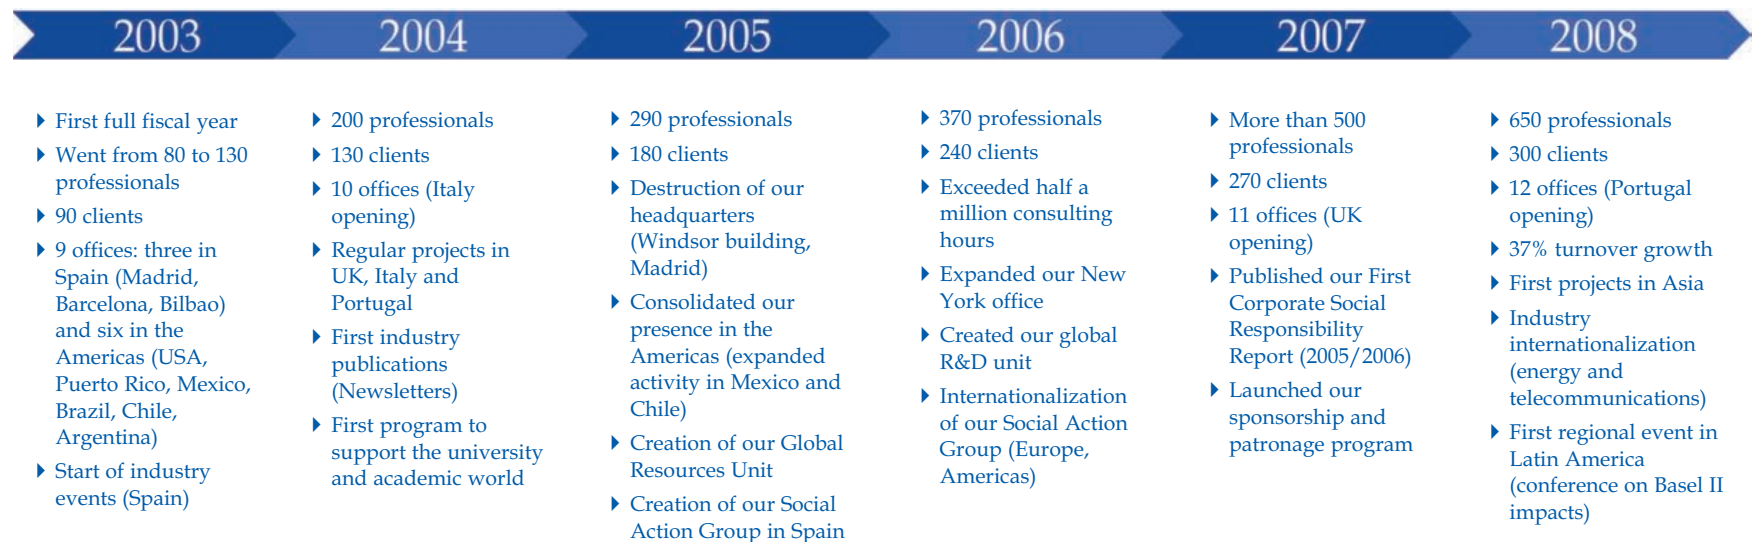 2003
2004
2005
2006
2007
2008
First full fiscal year
Went from 80 to 130
professionals
90 clients
9 offices: three in
Spain (Madrid,
Barcelona, Bilbao)
and six in the
Americas (USA,
Puerto Rico, Mexico,
Brazil, Chile,
Argentina)
Start of industry
events (Spain)
200 professionals
130 clients
10 offices (Italy
opening)
Regular projects in
UK, Italy and
Portugal
First industry
publications
(Newsletters)
First program to
support the university
and academic world
290 professionals
180 clients
Destruction of our
headquarters
(Windsor building,
Madrid)
Consolidated our
presence in the
Americas (expanded
activity in Mexico and
Chile)
Creation of our Global
Resources Unit
Creation of our Social
Action Group in Spain
370 professionals
240 clients
Exceeded half a
million consulting
hours
Expanded our New
York office
Created our global
R&D unit
Internationalization
of our Social Action
Group (Europe,
Americas)
More than 500
professionals
270 clients
11 offices (UK
opening)
Published our First
Corporate Social
Responsibility
Report (2005/2006)
Launched our
sponsorship and
patronage program
650 professionals
300 clients
12 offices (Portugal
opening)
37% turnover growth
First projects in Asia
Industry
internationalization
(energy and
telecommunications)
First regional event in
Latin America
(conference on Basel II
impacts)